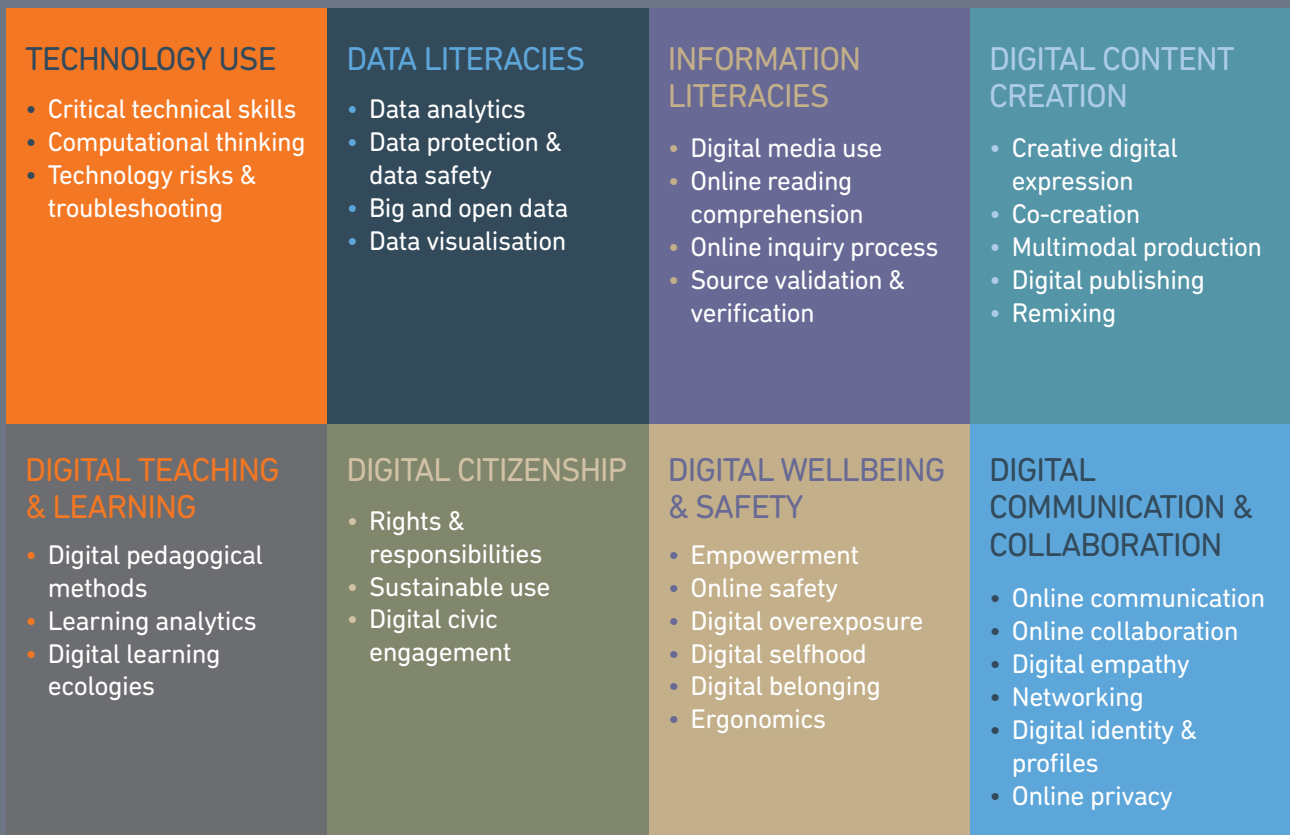 TECHNOLOGY USE
• Critical technical skills
• Computational thinking
• Technology risks &
troubleshooting
DATA LITERACIES
• Data analytics
• Data protection &
data safety
• Big and open data
• Data visualisation
INFORMATION
LITERACIES
• Digital media use
• Online reading
comprehension
• Online inquiry process
• Source validation &
verification
DIGITAL CONTENT
CREATION
• Creative digital
expression
• Co-creation
• Multimodal production
• Digital publishing
• Remixing
DIGITAL TEACHING
& LEARNING
• Digital pedagogical
methods
• Learning analytics
• Digital learning
ecologies
DIGITAL CITIZENSHIP
• Rights &
responsibilities
• Sustainable use
• Digital civic
engagement
DIGITAL WELLBEING
& SAFETY
• Empowerment
• Online safety
• Digital overexposure
• Digital selfhood
• Digital belonging
• Ergonomics
DIGITAL
COMMUNICATION &
COLLABORATION
• Online communication
• Online collaboration
• Digital empathy
• Networking
• Digital identity &
profiles
• Online privacy